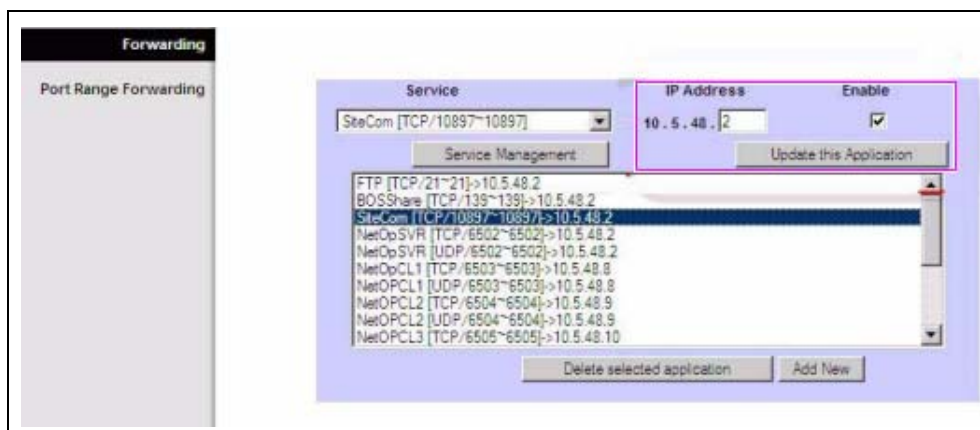 Forwarding
Port Range Forwarding
Service IP Address Enable
SiteCom [TCP/10897~10897] 10.5.48. 2
Service Management Update this Application
FTP [TCP/21~21]->10.5.48.2
BOSShare [TCP/139~139]->10.5.48.2
SiteCom [TCP/10897~10897]->10.5.48.2
NetOpSVR [TCP/6502~6502]->10.5.48.2
NetOpSVR [UDP/6502~6502]->10.5.48.2
NetOpCL1 [TCP/6503~6503]->10.5.48.8
NetOPCL1 [UDP/6503~6503]->10.5.48.8
NetOPCL2 [TCP/6504~6504]->10.5.48.9
NetOPCL2 [UDP/6504~6504]->10.5.48.9
NetOPCL3 [TCP/6505~6505]->10.5.48.10
Delete selected application Add New